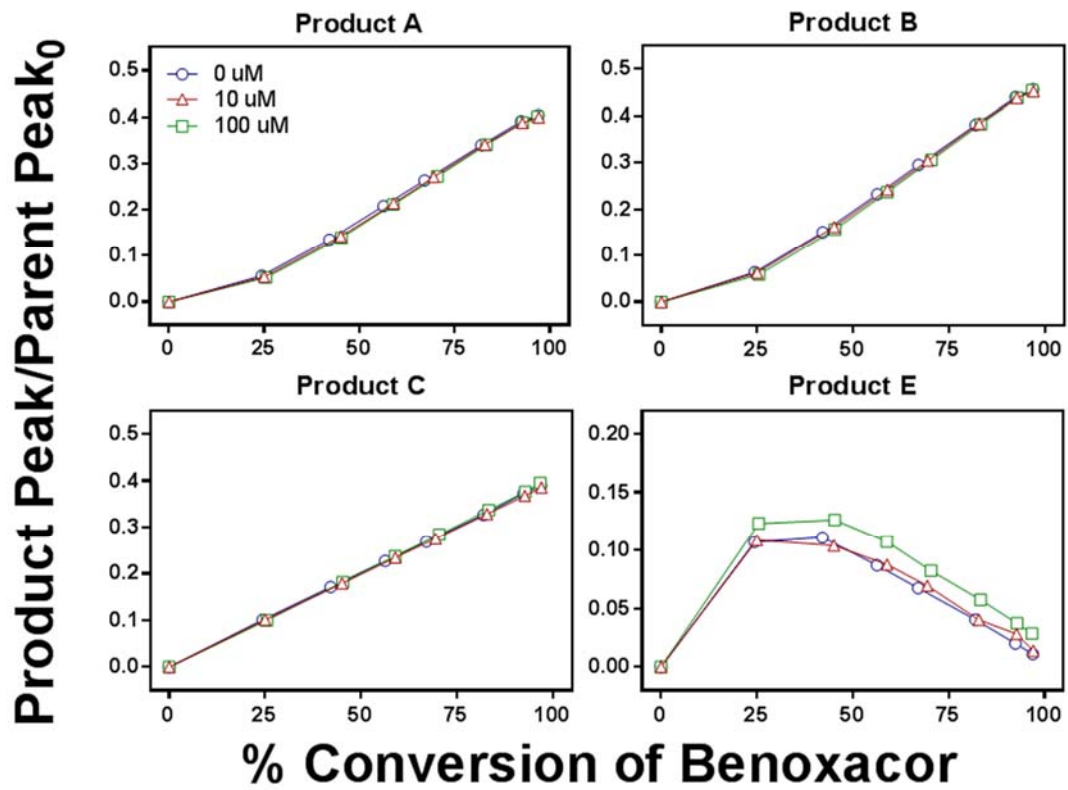 Product Peak/Parent Peak0
Product A
0.5
0.4
0.3
0.2
0.1
0.0
0 uM
10 uM
100 uM
0 25 50 75 100
Product B
0.5
0.4
0.3
0.2
0.1
0.0
0 25 50 75 100
Product C
0.5
0.4
0.3
0.2
0.1
0.0
0 25 50 75 100
Product E
0.20
0.15
0.10
0.05
0.00
0 25 50 75 100
% Conversion of Benoxacor